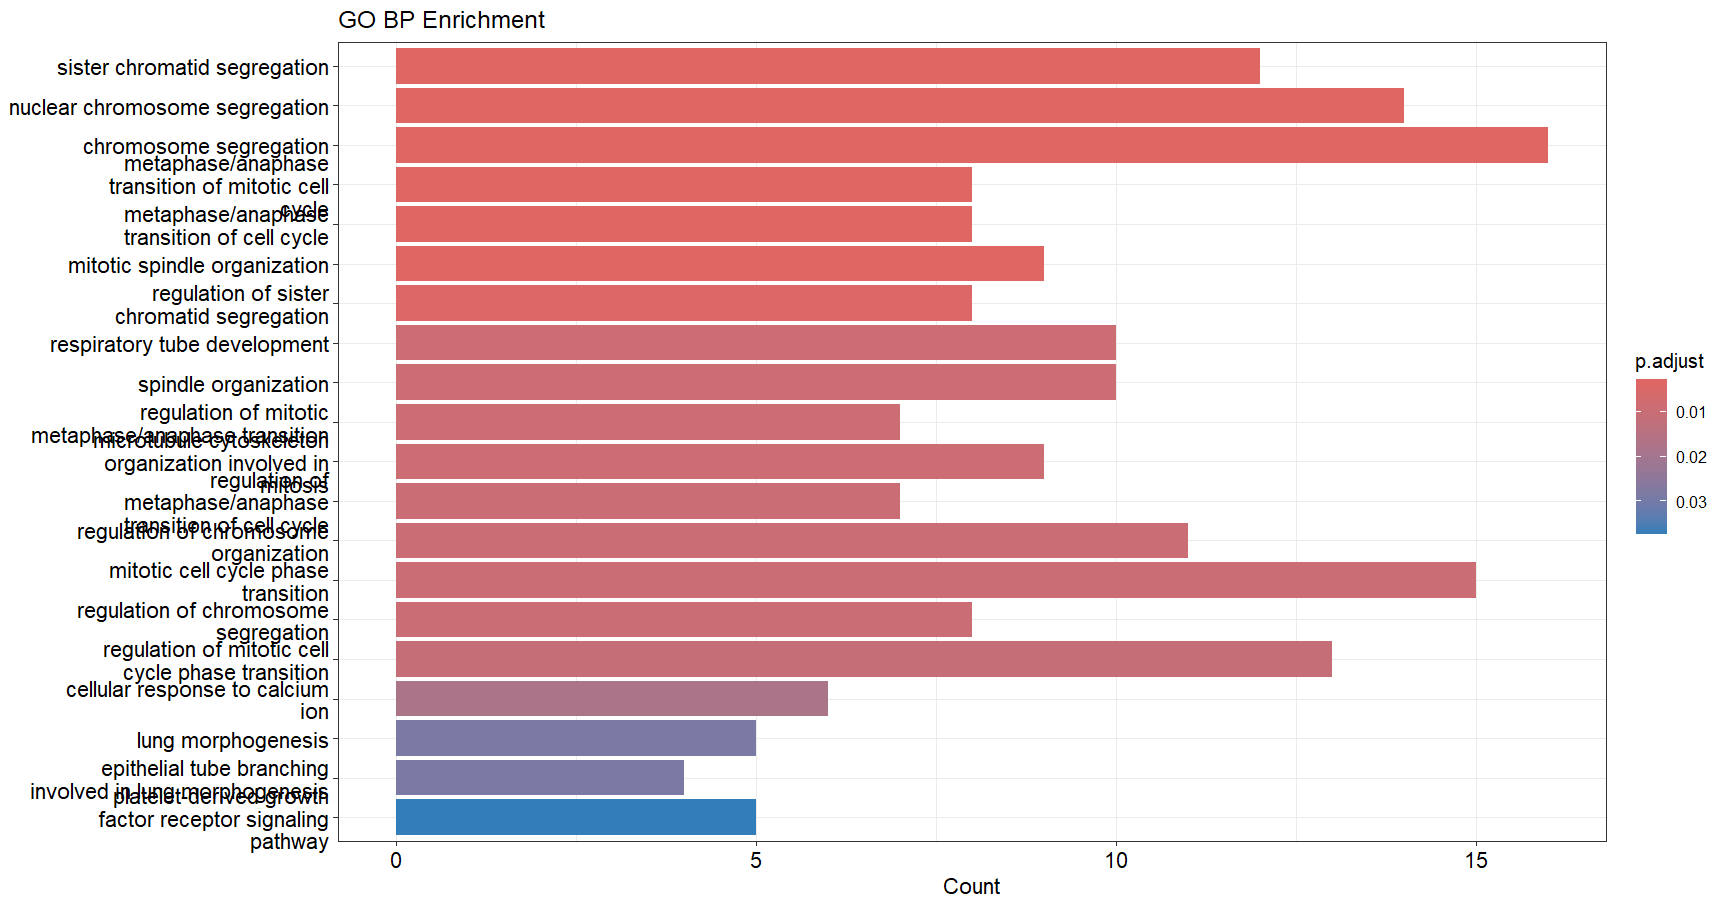 GO BP Enrichment
sister chromatid segregation
nuclear chromosome segregation
chromosome segregation
metaphase/anaphase
transition of mitotic cell
cycle
metaphase/anaphase
transition of cell cycle
mitotic spindle organization
regulation of sister
chromatid segregation
respiratory tube development
spindle organization
regulation of mitotic
metaphase/anaphase transition
microtubule cytoskeleton
organization involved in
mitosis
regulation of
metaphase/anaphase
transition of cell cycle
regulation of chromosome
organization
mitotic cell cycle phase
transition
regulation of chromosome
segregation
regulation of mitotic cell
cycle phase transition
cellular response to calcium
ion
lung morphogenesis
epithelial tube branching
involved in lung morphogenesis
platelet-derived growth
factor receptor signaling
pathway
0
5
10
15
Count
p.adjust
0.01
0.02
0.03